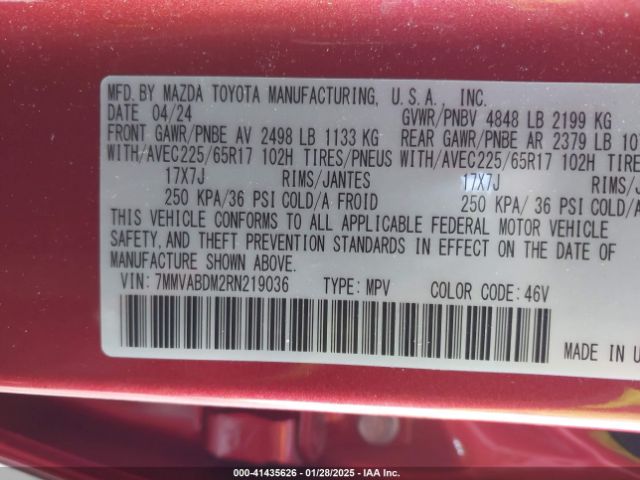 MFD. BY MAZDA TOYOTA MANUFACTURING, U.S.A., INC.
DATE 04/24 GVWR/PNBV 4848 LB 2199 KG
FRONT GAWR/PNBE AV 2498 LB 1133 KG REAR GAWR/PNBE AR 2379 LB 10
WITH/AVEC225/65R17 102H TIRES/PNEUS WITH/AVEC225/65R17 102H TIRES/
17X7J RIMS/JANTES 17X7J RIMS/
250 KPA/36 PSI COLD/A FROID 250 KPA/ 36 PSI COLD/A
THIS VEHICLE CONFORMS TO ALL APPLICABLE FEDERAL MOTOR VEHICLE
SAFETY, AND THEFT PREVENTION STANDARDS IN EFFECT ON THE DATE OF
MANUFACTURE SHOWN ABOVE.
VIN: 7MMVABDM2RN219036 TYPE: MPV COLOR CODE: 46V
MADE IN U
000-41435626 - 01/28/2025 - IAA Inc.